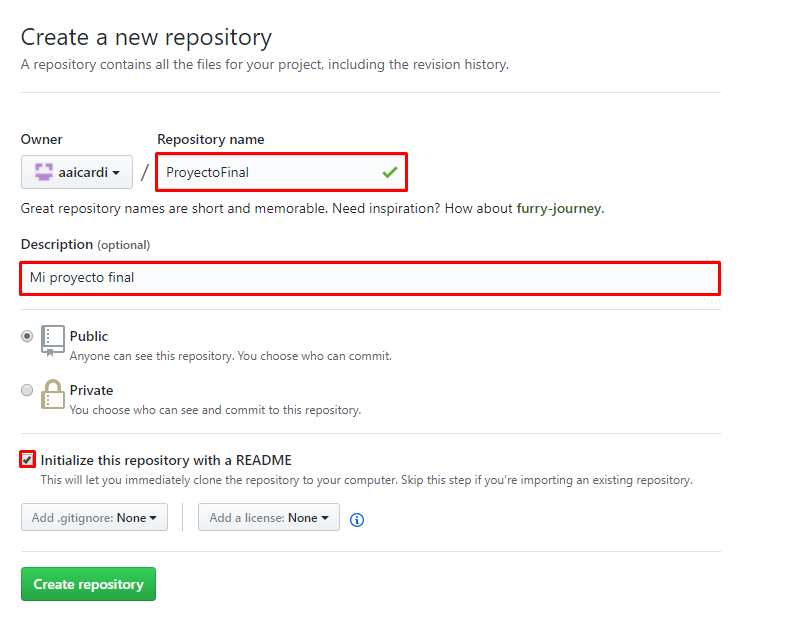 Create a new repository
A repository contains all the files for your project, including the revision history.
Owner
Repository name
aaicardi / ProyectoFinal
Great repository names are short and memorable. Need inspiration? How about furry-journey.
Description (optional)
Mi proyecto final
Public
Anyone can see this repository. You choose who can commit.
Private
You choose who can see and commit to this repository.
Initialize this repository with a README
This will let you immediately clone the repository to your computer. Skip this step if you’re importing an existing repository.
Add .gitignore: None
Add a license: None
Create repository